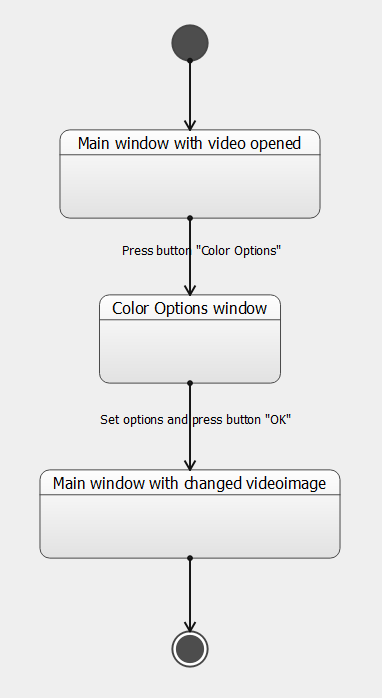 Main window with video opened
Press button "Color Options"
Color Options window
Set options and press button "OK"
Main window with changed videoimage